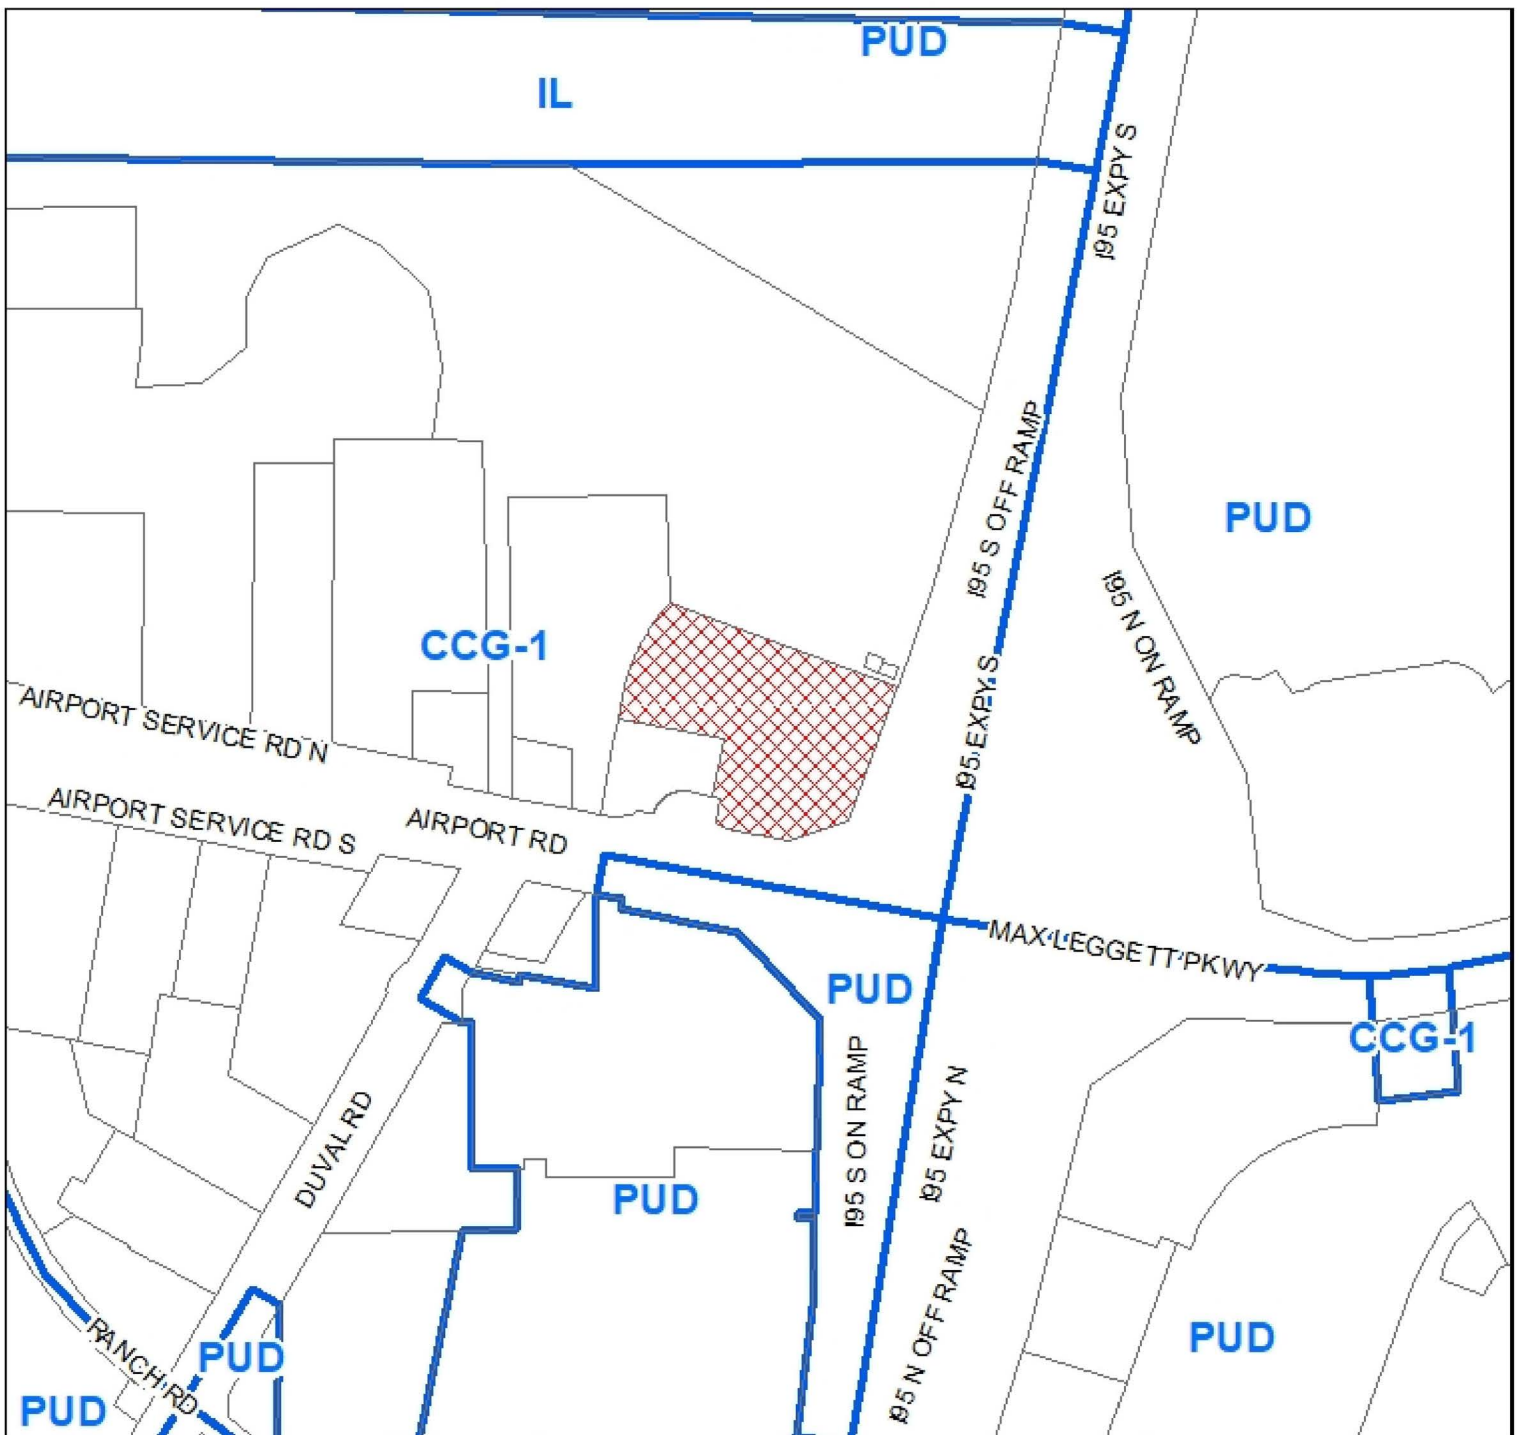 PUD
IL
I95 EXPY S
I95 S OFF RAMP
PUD
I95 N ON RAMP
CCG-1
I95 EXPY S
AIRPORT SERVICE RD N
AIRPORT SERVICE RD S
AIRPORT RD
MAX LEGGETT PKWY
PUD
CCG-1
I95 S ON RAMP
I95 EXPY N
DUVAL RD
PUD
I95 N OFF RAMP
PUD
RANCH RD
PUD
PUD